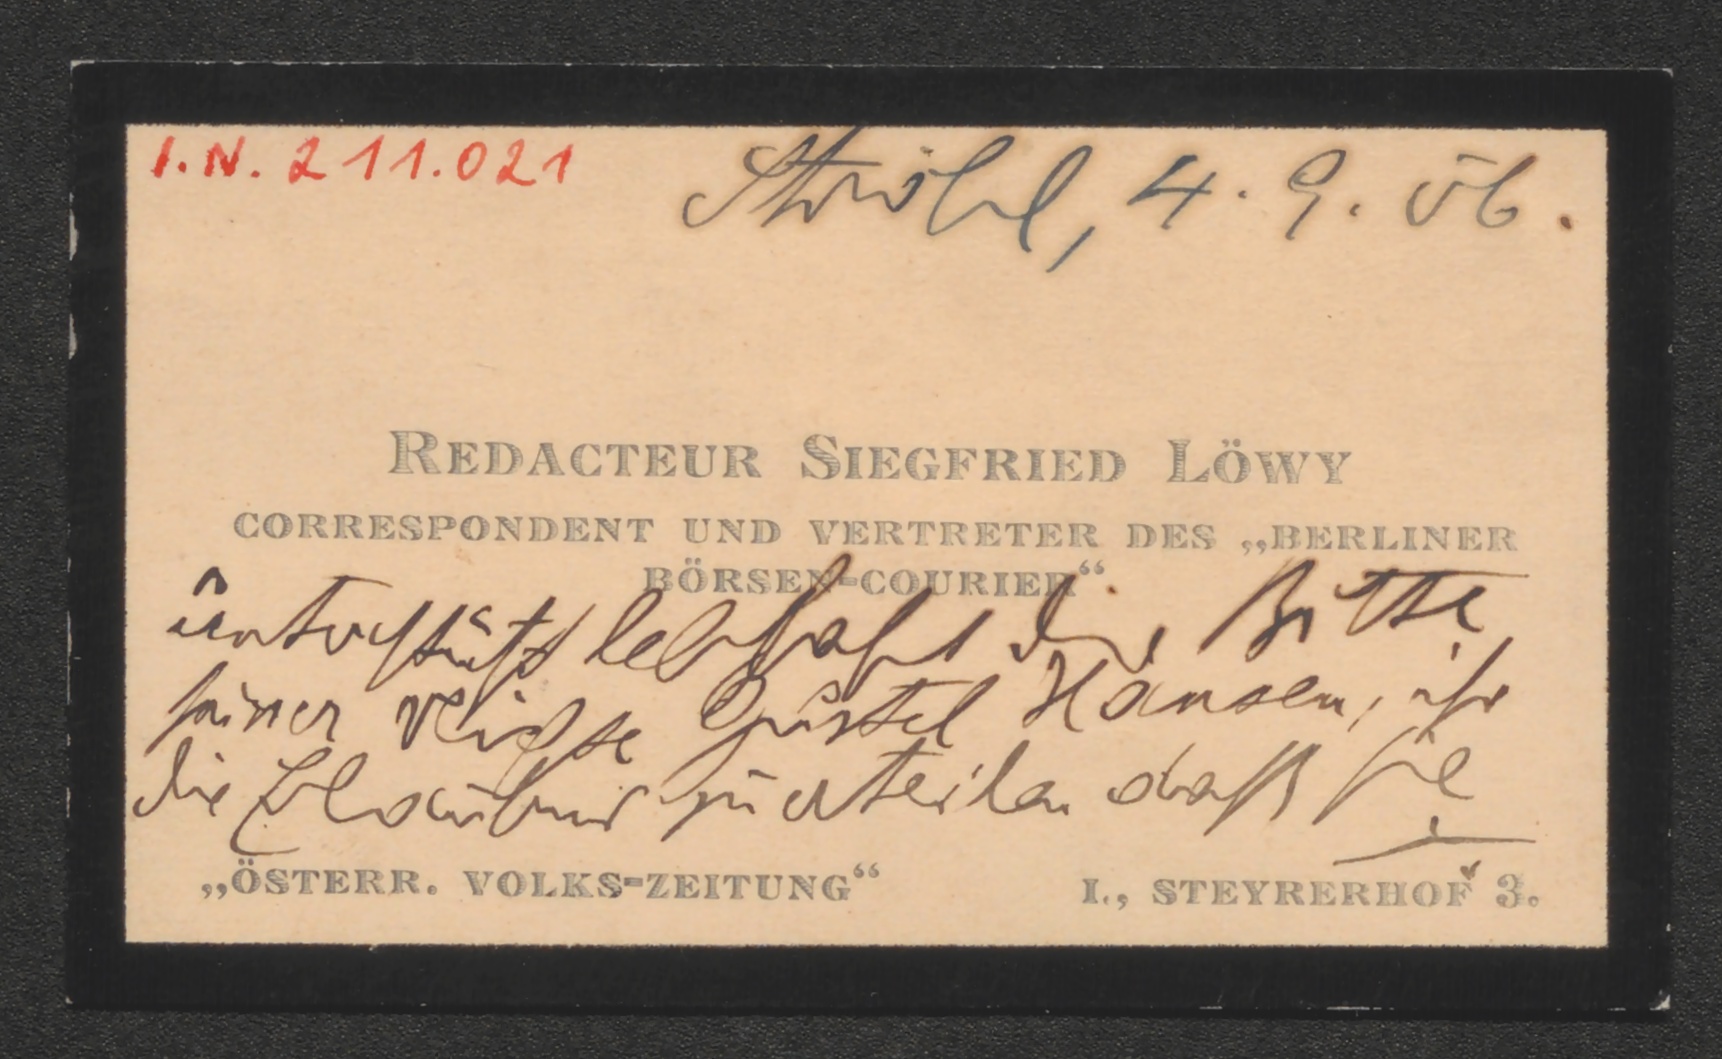 I.N. 211.021
Ströbl, 4. 9. 06.
REDACTEUR SIEGFRIED LÖWY
CORRESPONDENT UND VERTRETER DES „BERLINER
BÖRSEN-COURIER“
unterstützt lebhaft die Bitte
seiner Nichte Gustel Hansen, ihr
die Erlaubnis zu erteilen daß sie
„ÖSTERR. VOLKS-ZEITUNG“ I., STEYRERHOF 3.